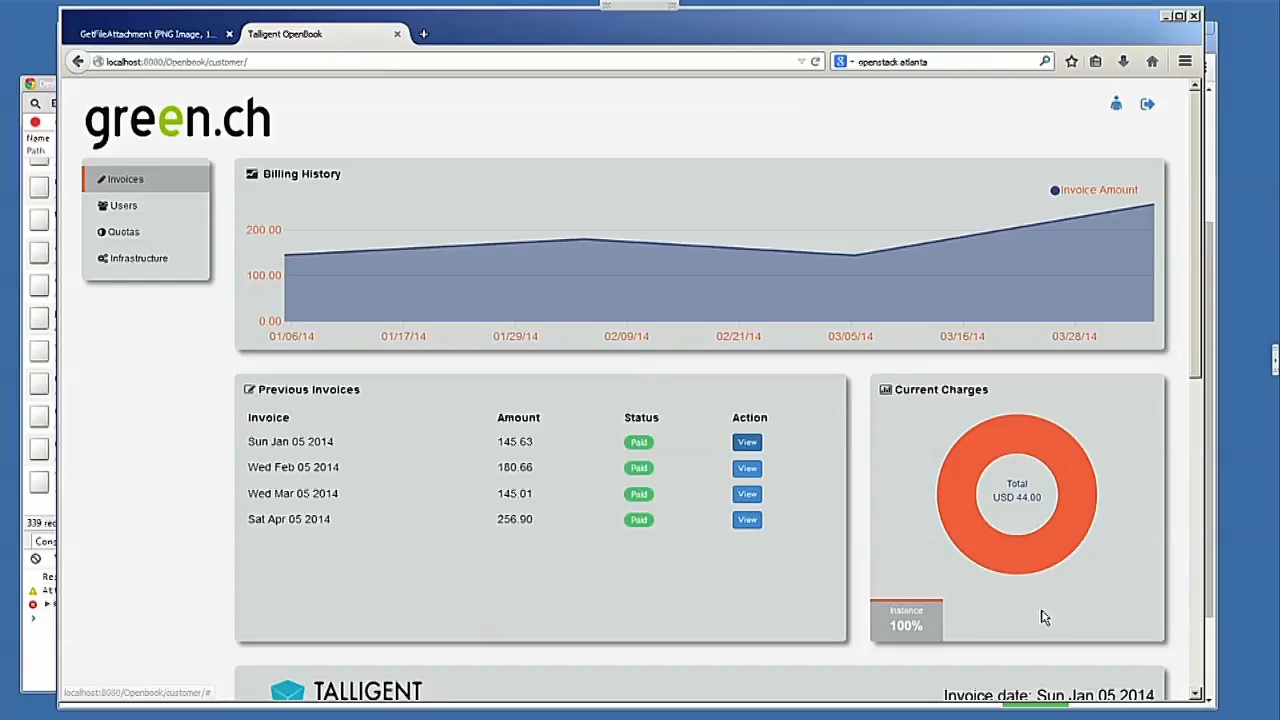 GetFileAttachment (PNG Image, 1...
Talligent OpenBook
localhost:8080/Openbook/customer/
openstack atlanta
Name
Path
339 rec
green.ch
Invoices
Users
Quotas
Infrastructure
Billing History
Invoice Amount
200.00
100.00
0.00
01/06/14 01/17/14 01/29/14 02/09/14 02/21/14 03/05/14 03/16/14 03/28/14
Previous Invoices
Invoice Amount Status Action
Sun Jan 05 2014 145.63 Paid View
Wed Feb 05 2014 180.66 Paid View
Wed Mar 05 2014 145.01 Paid View
Sat Apr 05 2014 256.90 Paid View
Current Charges
Total
USD 44.00
Instance
100%
TALLIGENT
Invoice date: Sun Jan 05 2014
localhost:8080/Openbook/customer/#